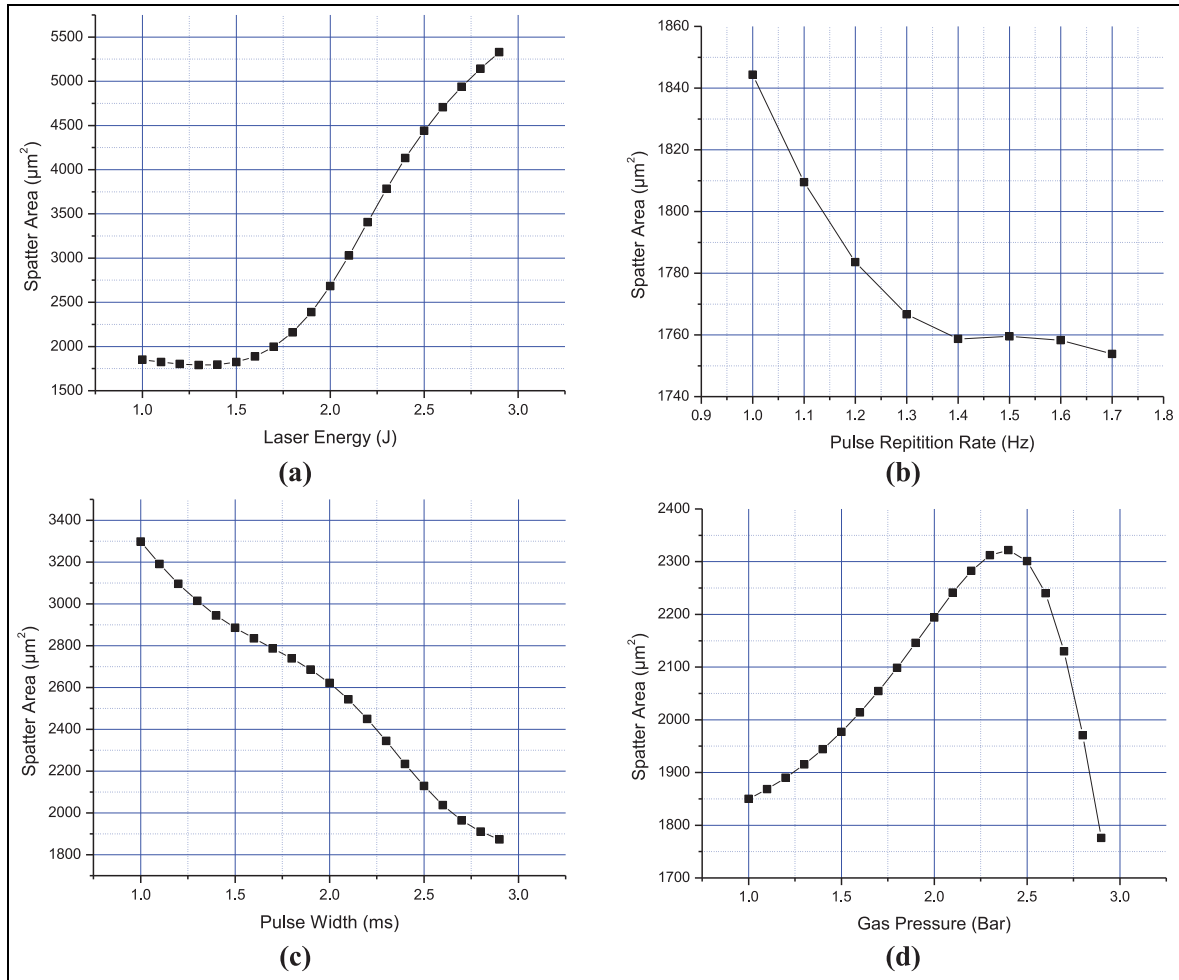 5500
5000
4500
4000
3500
3000
2500
2000
1500
Spatter Area (µm²)
1.0 1.5 2.0 2.5 3.0
Laser Energy (J)
(a)
1860
1840
1820
1800
1780
1760
1740
Spatter Area (µm²)
0.9 1.0 1.1 1.2 1.3 1.4 1.5 1.6 1.7 1.8
Pulse Repitition Rate (Hz)
(b)
3400
3200
3000
2800
2600
2400
2200
2000
1800
Spatter Area (µm²)
1.0 1.5 2.0 2.5 3.0
Pulse Width (ms)
(c)
2400
2300
2200
2100
2000
1900
1800
1700
Spatter Area (µm²)
1.0 1.5 2.0 2.5 3.0
Gas Pressure (Bar)
(d)